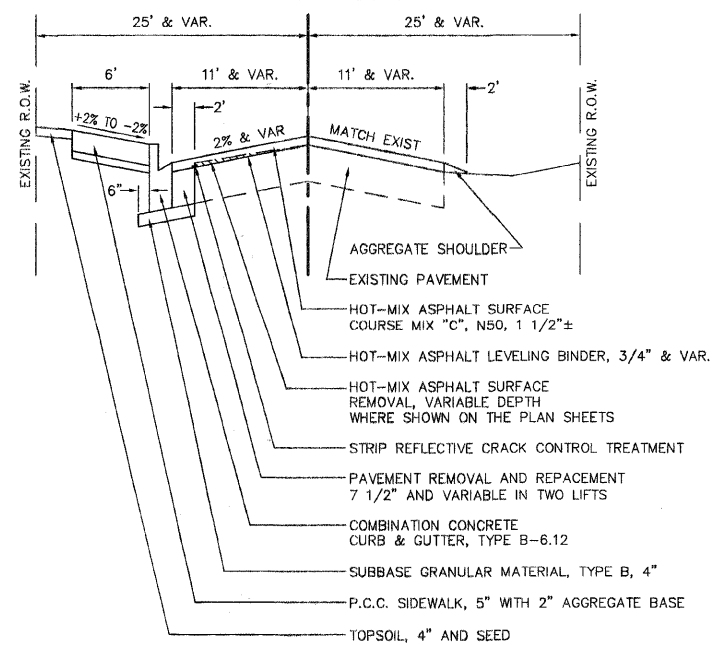 25' & VAR.
25' & VAR.
6'
11' & VAR.
11' & VAR.
2'
2'
+2% TO -2%
2% & VAR
MATCH EXIST
EXISTING R.O.W.
EXISTING R.O.W.
6"
AGGREGATE SHOULDER
EXISTING PAVEMENT
HOT-MIX ASPHALT SURFACE
COURSE MIX "C", N50, 1 1/2"±
HOT-MIX ASPHALT LEVELING BINDER, 3/4" & VAR.
HOT-MIX ASPHALT SURFACE
REMOVAL, VARIABLE DEPTH
WHERE SHOWN ON THE PLAN SHEETS
STRIP REFLECTIVE CRACK CONTROL TREATMENT
PAVEMENT REMOVAL AND REPACEMENT
7 1/2" AND VARIABLE IN TWO LIFTS
COMBINATION CONCRETE
CURB & GUTTER, TYPE B-6.12
SUBBASE GRANULAR MATERIAL, TYPE B, 4"
P.C.C. SIDEWALK, 5" WITH 2" AGGREGATE BASE
TOPSOIL, 4" AND SEED